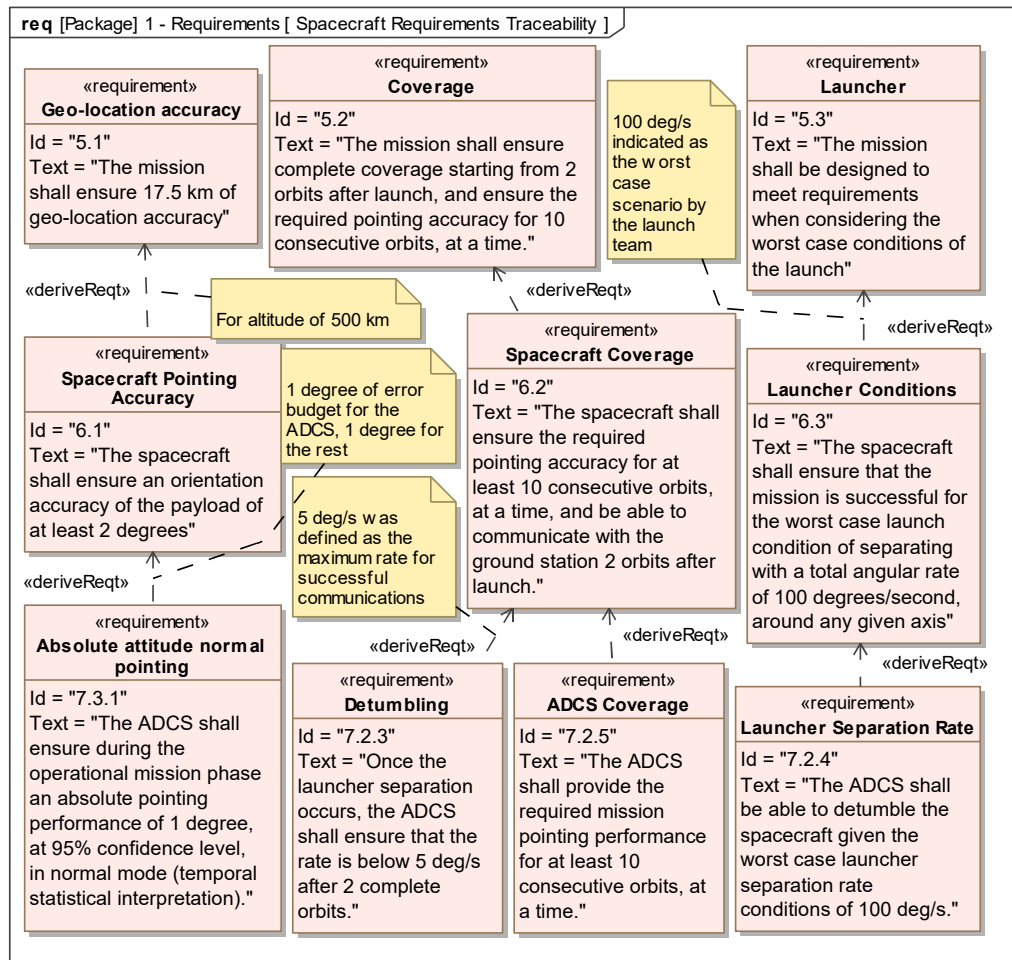 req [Package] 1 - Requirements [ Spacecraft Requirements Traceability ]
«requirement»
Geo-location accuracy
Id = "5.1"
Text = "The mission
shall ensure 17.5 km of
geo-location accuracy"
«requirement»
Coverage
Id = "5.2"
Text = "The mission shall ensure
complete coverage starting from 2
orbits after launch, and ensure the
required pointing accuracy for 10
consecutive orbits, at a time."
100 deg/s
indicated as
the worst
case
scenario by
the launch
team
«requirement»
Launcher
Id = "5.3"
Text = "The mission
shall be designed to
meet requirements
when considering the
worst case conditions of
the launch"
«deriveReqt»
For altitude of 500 km
«deriveReqt»
«deriveReqt»
«requirement»
Spacecraft Pointing
Accuracy
Id = "6.1"
Text = "The spacecraft
shall ensure an orientation
accuracy of the payload of
at least 2 degrees"
1 degree of error
budget for the
ADCS, 1 degree for
the rest
«requirement»
Spacecraft Coverage
Id = "6.2"
Text = "The spacecraft shall
ensure the required
pointing accuracy for at
least 10 consecutive orbits,
at a time, and be able to
communicate with the
ground station 2 orbits after
launch."
«requirement»
Launcher Conditions
Id = "6.3"
Text = "The spacecraft
shall ensure that the
mission is successful for
the worst case launch
condition of separating
with a total angular rate
of 100 degrees/second,
around any given axis"
5 deg/s was
defined as the
maximum rate for
successful
communications
«deriveReqt»
«deriveReqt»
«deriveReqt»
«deriveReqt»
«requirement»
Absolute attitude normal
pointing
Id = "7.3.1"
Text = "The ADCS shall
ensure during the
operational mission phase
an absolute pointing
performance of 1 degree,
at 95% confidence level,
in normal mode (temporal
statistical interpretation)."
«requirement»
Detumbling
Id = "7.2.3"
Text = "Once the
launcher separation
occurs, the ADCS
shall ensure that the
rate is below 5 deg/s
after 2 complete
orbits."
«requirement»
ADCS Coverage
Id = "7.2.5"
Text = "The ADCS
shall provide the
required mission
pointing performance
for at least 10
consecutive orbits, at
a time."
«requirement»
Launcher Separation Rate
Id = "7.2.4"
Text = "The ADCS shall
be able to detumble the
spacecraft given the
worst case launcher
separation rate
conditions of 100 deg/s."